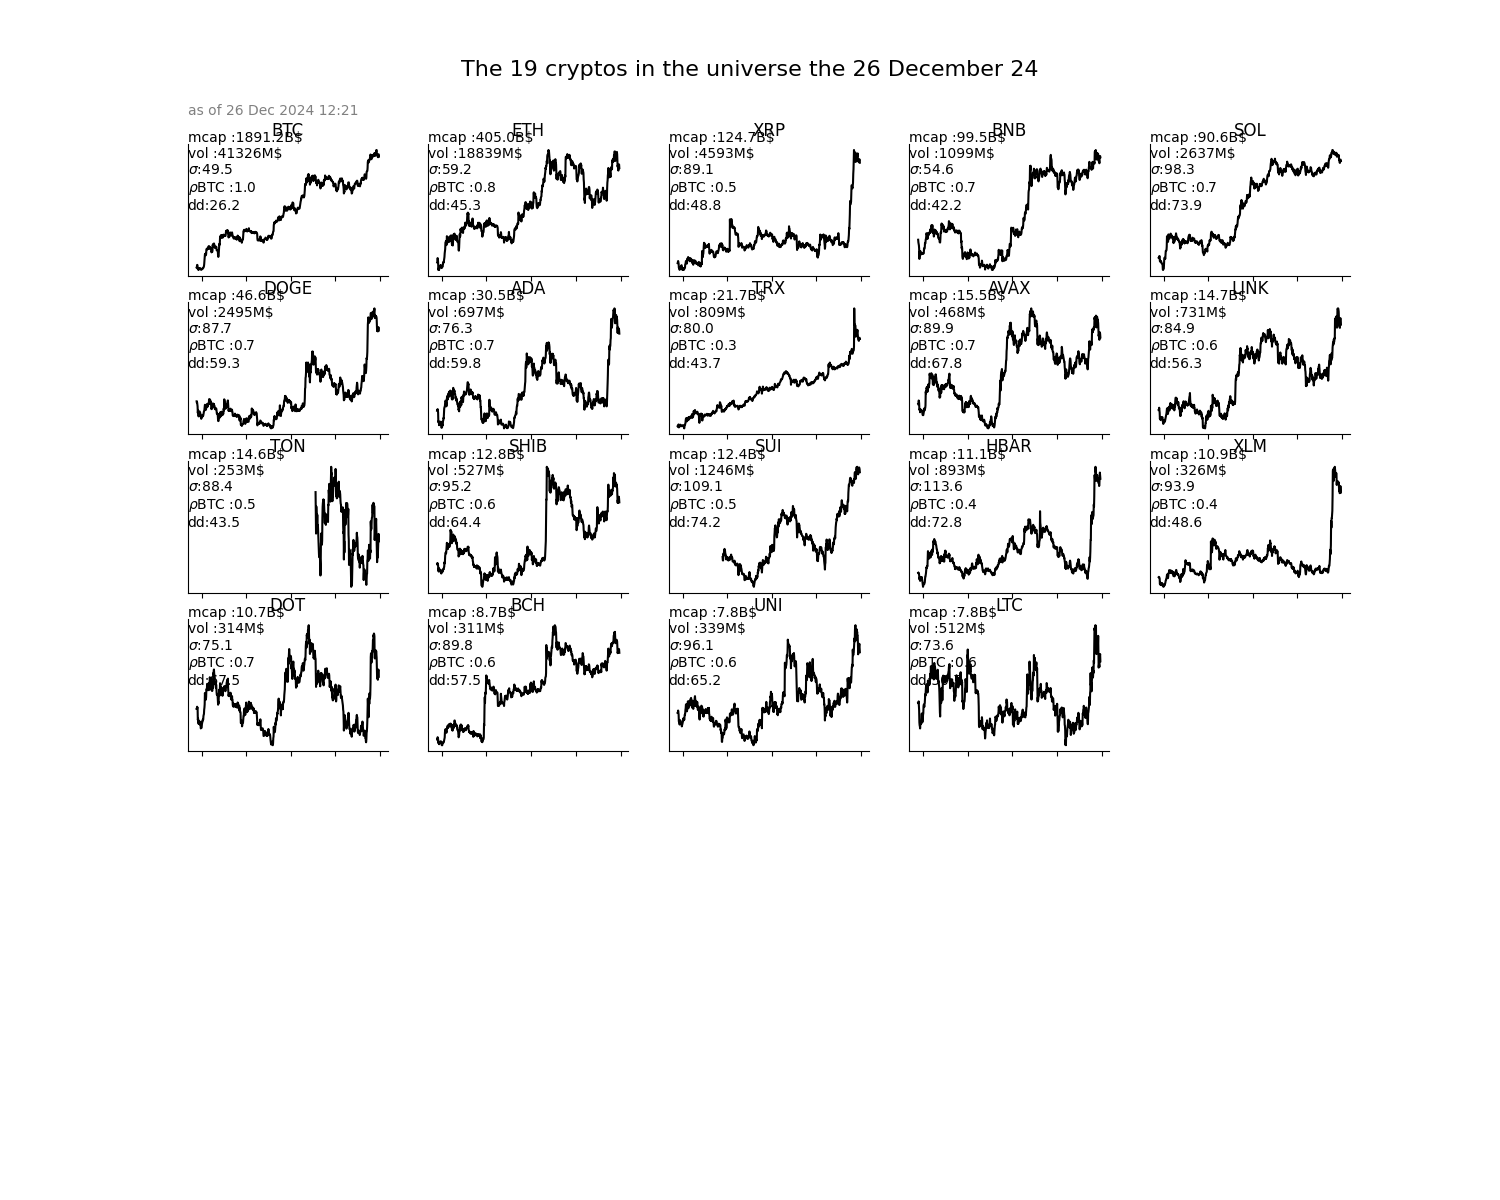 The 19 cryptos in the universe the 26 December 24
as of 26 Dec 2024 12:21
BTC
mcap :1891.2B$
vol :41326M$
σ:49.5
ρBTC :1.0
dd:26.2
ETH
mcap :405.0B$
vol :18839M$
σ:59.2
ρBTC :0.8
dd:45.3
XRP
mcap :124.7B$
vol :4593M$
σ:89.1
ρBTC :0.5
dd:48.8
BNB
mcap :99.5B$
vol :1099M$
σ:54.6
ρBTC :0.7
dd:42.2
SOL
mcap :90.6B$
vol :2637M$
σ:98.3
ρBTC :0.7
dd:73.9
DOGE
mcap :46.6B$
vol :2495M$
σ:87.7
ρBTC :0.7
dd:59.3
ADA
mcap :30.5B$
vol :697M$
σ:76.3
ρBTC :0.7
dd:59.8
TRX
mcap :21.7B$
vol :809M$
σ:80.0
ρBTC :0.3
dd:43.7
AVAX
mcap :15.5B$
vol :468M$
σ:89.9
ρBTC :0.7
dd:67.8
LINK
mcap :14.7B$
vol :731M$
σ:84.9
ρBTC :0.6
dd:56.3
TON
mcap :14.6B$
vol :253M$
σ:88.4
ρBTC :0.5
dd:43.5
SHIB
mcap :12.8B$
vol :527M$
σ:95.2
ρBTC :0.6
dd:64.4
SUI
mcap :12.4B$
vol :1246M$
σ:109.1
ρBTC :0.5
dd:74.2
HBAR
mcap :11.1B$
vol :893M$
σ:113.6
ρBTC :0.4
dd:72.8
XLM
mcap :10.9B$
vol :326M$
σ:93.9
ρBTC :0.4
dd:48.6
DOT
mcap :10.7B$
vol :314M$
σ:75.1
ρBTC :0.7
BCH
mcap :8.7B$
vol :311M$
σ:89.8
ρBTC :0.6
dd:57.5
UNI
mcap :7.8B$
vol :339M$
σ:96.1
ρBTC :0.6
dd:65.2
LTC
mcap :7.8B$
vol :512M$
σ:73.6
ρBTC :0.6